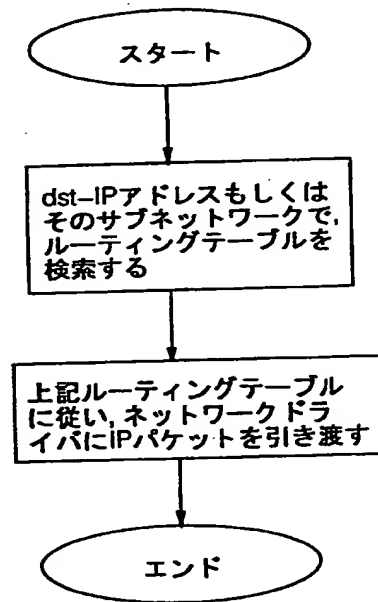 スタート
dst-IPアドレスもしくは
そのサブネットワークで,
ルーティングテーブルを
検索する
上記ルーティングテーブル
に従い, ネットワークドラ
イバにIPパケットを引き渡す
エンド